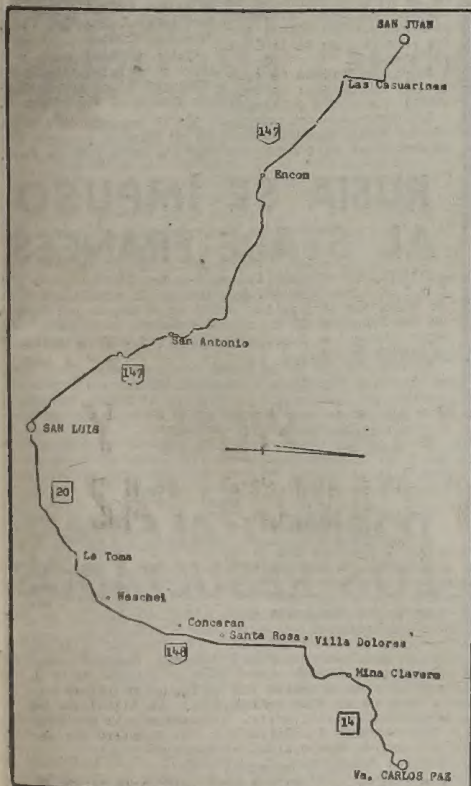 SAN JUAN
Las Casuarinas
147
Encon
San Antonio
147
SAN LUIS
20
La Toma
Naschel
Concaran
Santa Rosa
Villa Dolores
148
Mina Clavero
14
Va. CARLOS PAZ